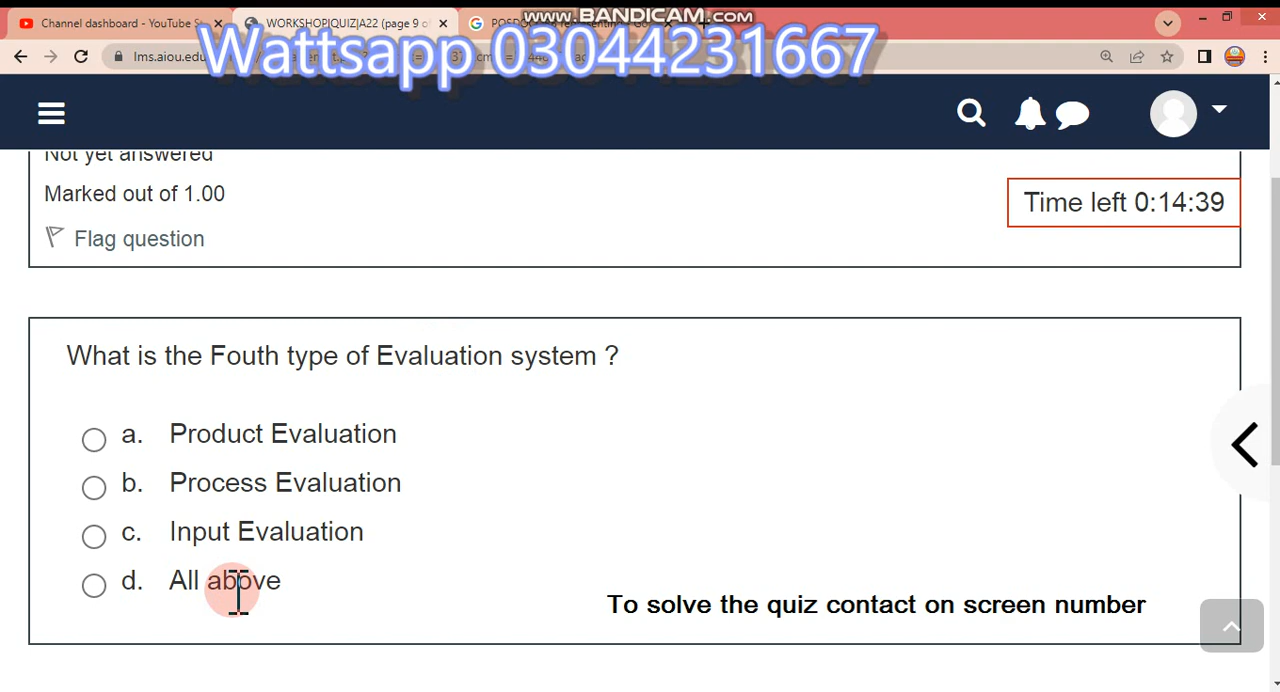 www.BANDICAM.com
Channel dashboard - YouTube S
WORKSHOP|QUIZ|A22 (page 9 o
Wattsapp 03044231667
lms.aiou.edu
Not yet answered
Marked out of 1.00
Flag question
Time left 0:14:39
What is the Fouth type of Evaluation system ?
a. Product Evaluation
b. Process Evaluation
c. Input Evaluation
d. All above
To solve the quiz contact on screen number